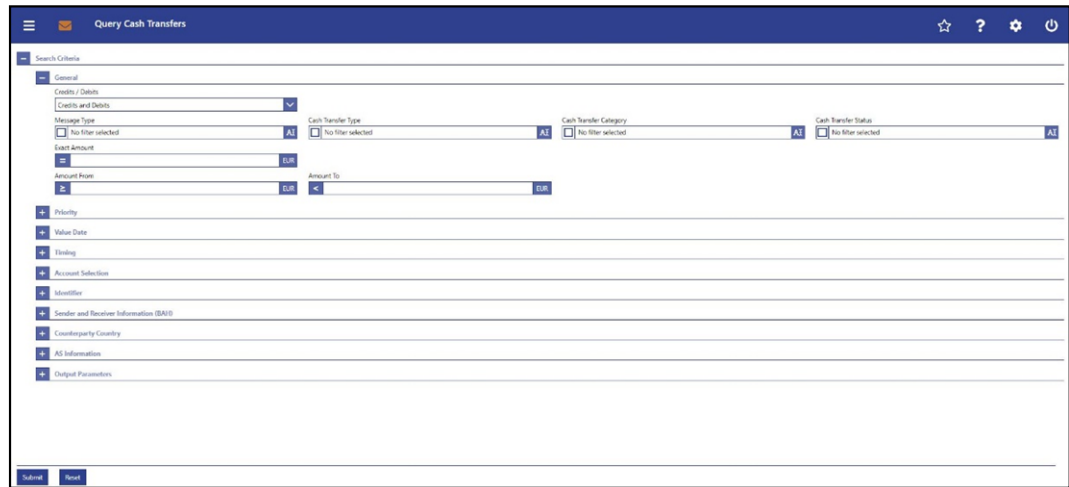 Query Cash Transfers
?
− Search Criteria
− General
Credits / Debits
Credits and Debits
Message Type Cash Transfer Type Cash Transfer Category Cash Transfer Status
No filter selected AI No filter selected AI No filter selected AI No filter selected AI
Exact Amount
= EUR
Amount From Amount To
≥ EUR < EUR
+ Priority
+ Value Date
+ Timing
+ Account Selection
+ Identifier
+ Sender and Receiver Information (BAH)
+ Counterparty Country
+ AS Information
+ Output Parameters
Submit Reset